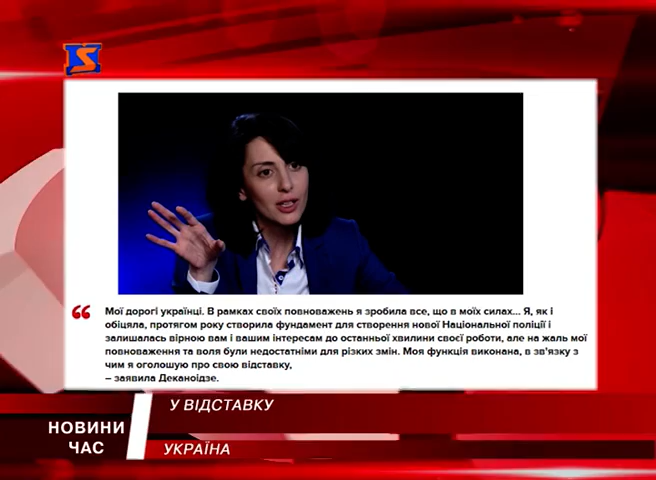 S
Мої дорогі українці. В рамках своїх повноважень я зробила все, що в моїх силах... Я, як і
обіцяла, протягом року створила фундамент для створення нової Національної поліції і
залишалась вірною вам і вашим інтересам до останньої хвилини своєї роботи, але на жаль мої
повноваження та воля були недостатніми для різких змін. Моя функція виконана, в зв'язку з
чим я оголошую про свою відставку,
– заявила Деканоідзе.
У ВІДСТАВКУ
НОВИНИ
ЧАС
УКРАЇНА